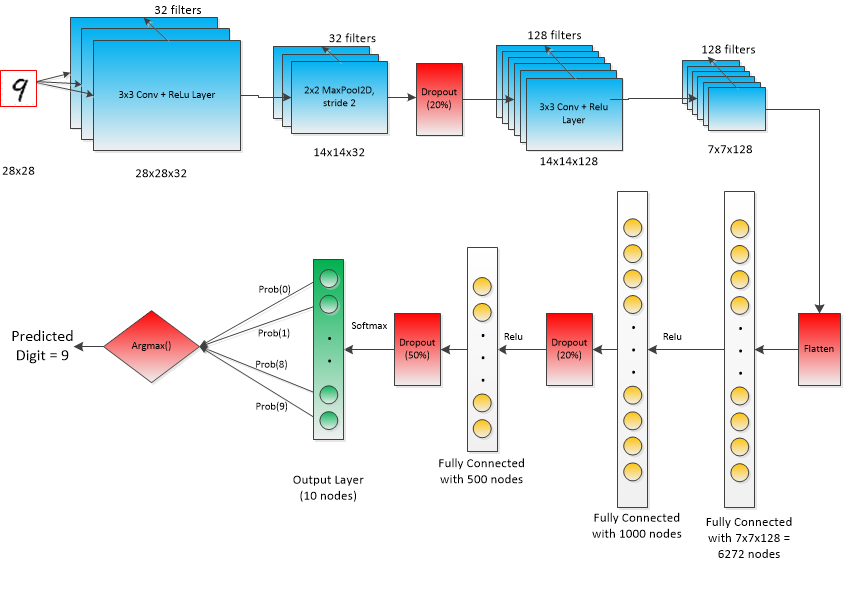 32 filters
9
3x3 Conv + ReLu Layer
28x28
28x28x32
32 filters
2x2 MaxPool2D,
stride 2
14x14x32
Dropout
(20%)
128 filters
3x3 Conv + Relu
Layer
14x14x128
128 filters
7x7x128
Flatten
Fully Connected
with 7x7x128 =
6272 nodes
Relu
Fully Connected
with 1000 nodes
Dropout
(20%)
Relu
Fully Connected
with 500 nodes
Dropout
(50%)
Softmax
Output Layer
(10 nodes)
Prob(0)
Prob(1)
Prob(8)
Prob(9)
Argmax()
Predicted
Digit = 9